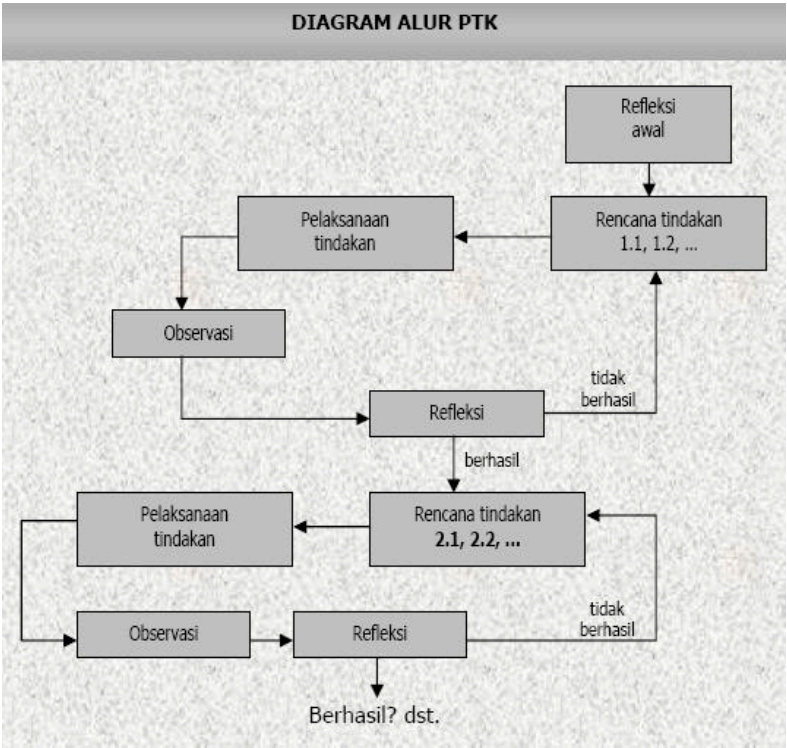 DIAGRAM ALUR PTK
Refleksi
awal
Rencana tindakan
1.1, 1.2, ...
Pelaksanaan
tindakan
Observasi
Refleksi
tidak
berhasil
berhasil
Rencana tindakan
2.1, 2.2, ...
Pelaksanaan
tindakan
Observasi
Refleksi
tidak
berhasil
Berhasil? dst.